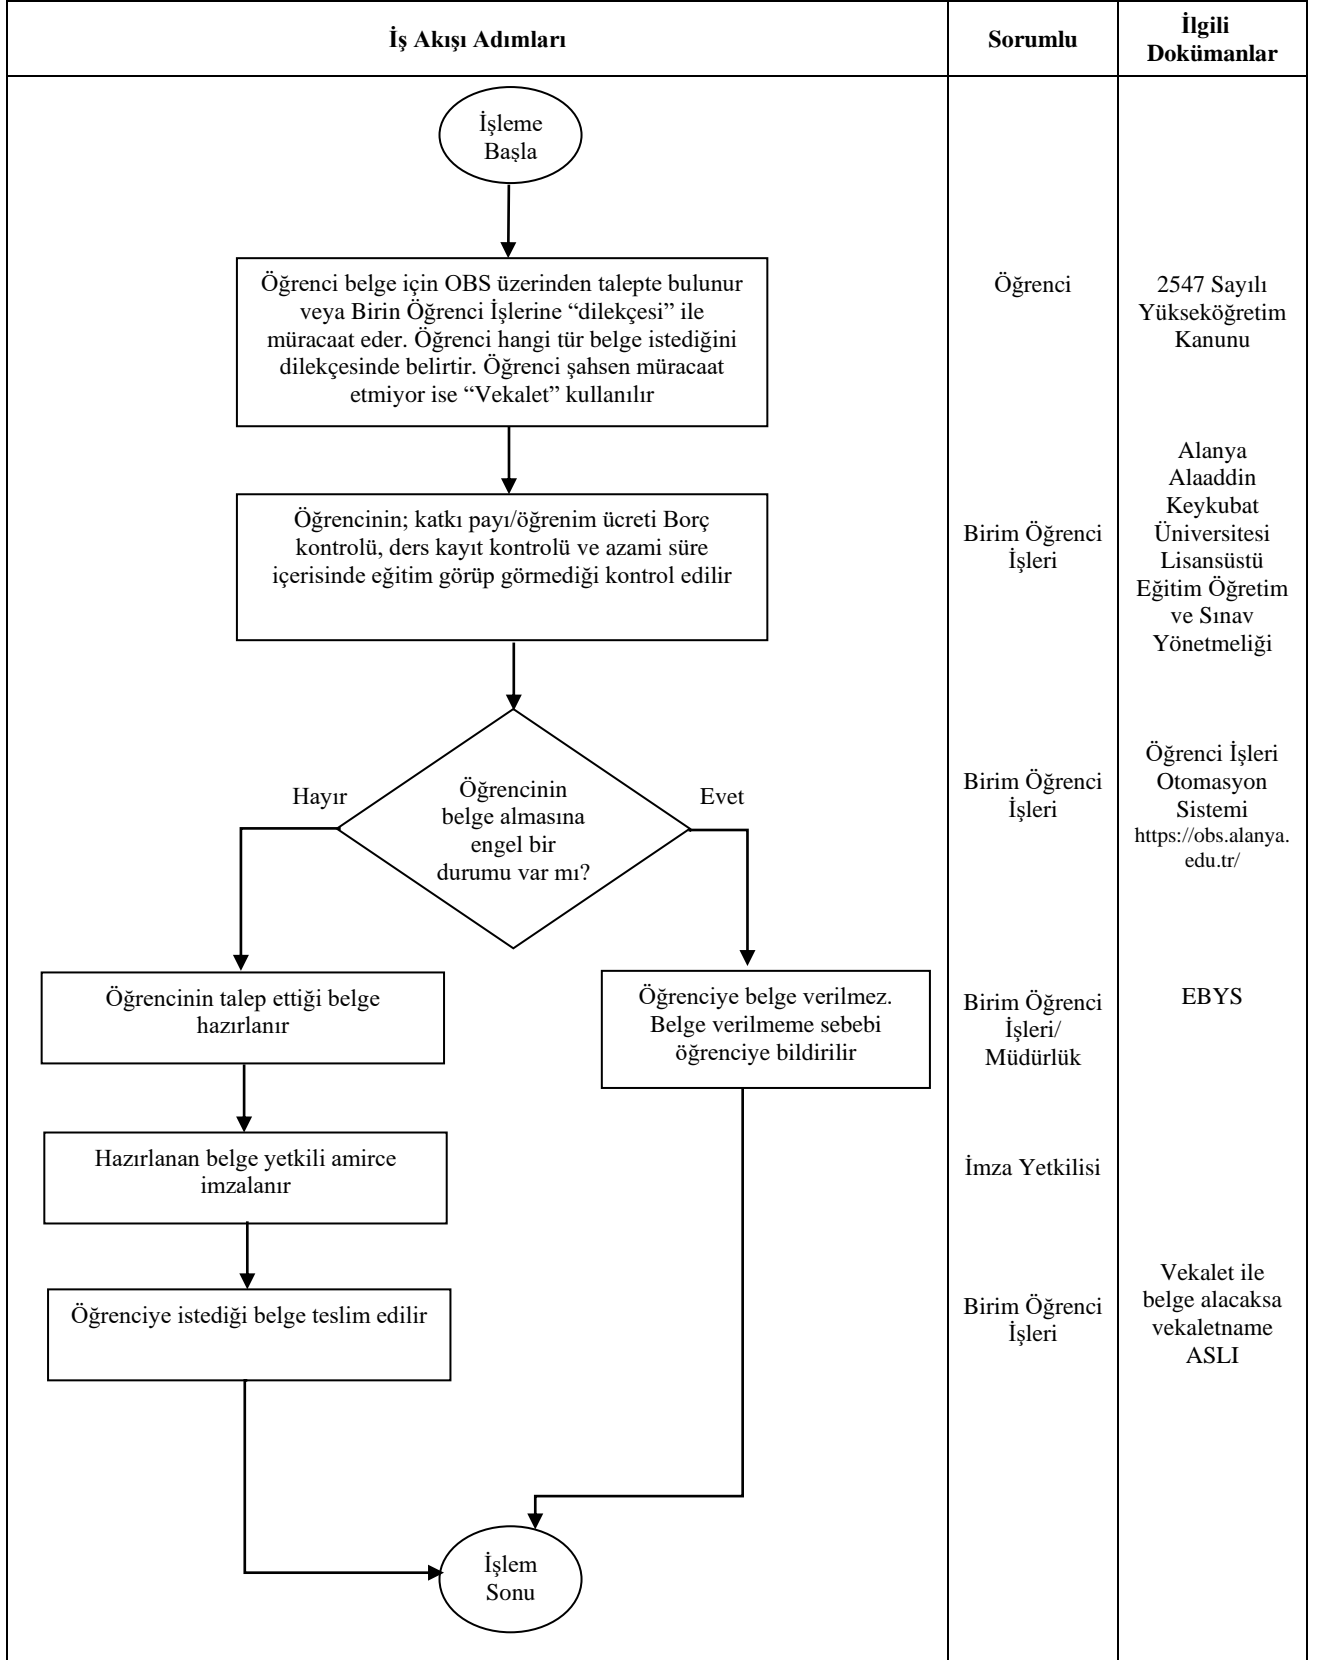 İş Akışı Adımları
Sorumlu
İlgili
Dokümanlar
İşleme
Başla
Öğrenci belge için OBS üzerinden talepte bulunur
veya Birin Öğrenci İşlerine “dilekçesi” ile
müracaat eder. Öğrenci hangi tür belge istediğini
dilekçesinde belirtir. Öğrenci şahsen müracaat
etmiyor ise “Vekalet” kullanılır
Öğrenci
2547 Sayılı
Yükseköğretim
Kanunu
Öğrencinin; katkı payı/öğrenim ücreti Borç
kontrolü, ders kayıt kontrolü ve azami süre
içerisinde eğitim görüp görmediği kontrol edilir
Birim Öğrenci
İşleri
Alanya
Alaaddin
Keykubat
Üniversitesi
Lisansüstü
Eğitim Öğretim
ve Sınav
Yönetmeliği
Hayır
Öğrencinin
belge almasına
engel bir
durumu var mı?
Evet
Birim Öğrenci
İşleri
Öğrenci İşleri
Otomasyon
Sistemi
https://obs.alanya.
edu.tr/
Öğrencinin talep ettiği belge
hazırlanır
Öğrenciye belge verilmez.
Belge verilmeme sebebi
öğrenciye bildirilir
Birim Öğrenci
İşleri/
Müdürlük
EBYS
Hazırlanan belge yetkili amirce
imzalanır
İmza Yetkilisi
Öğrenciye istediği belge teslim edilir
Birim Öğrenci
İşleri
Vekalet ile
belge alacaksa
vekaletname
ASLI
İşlem
Sonu